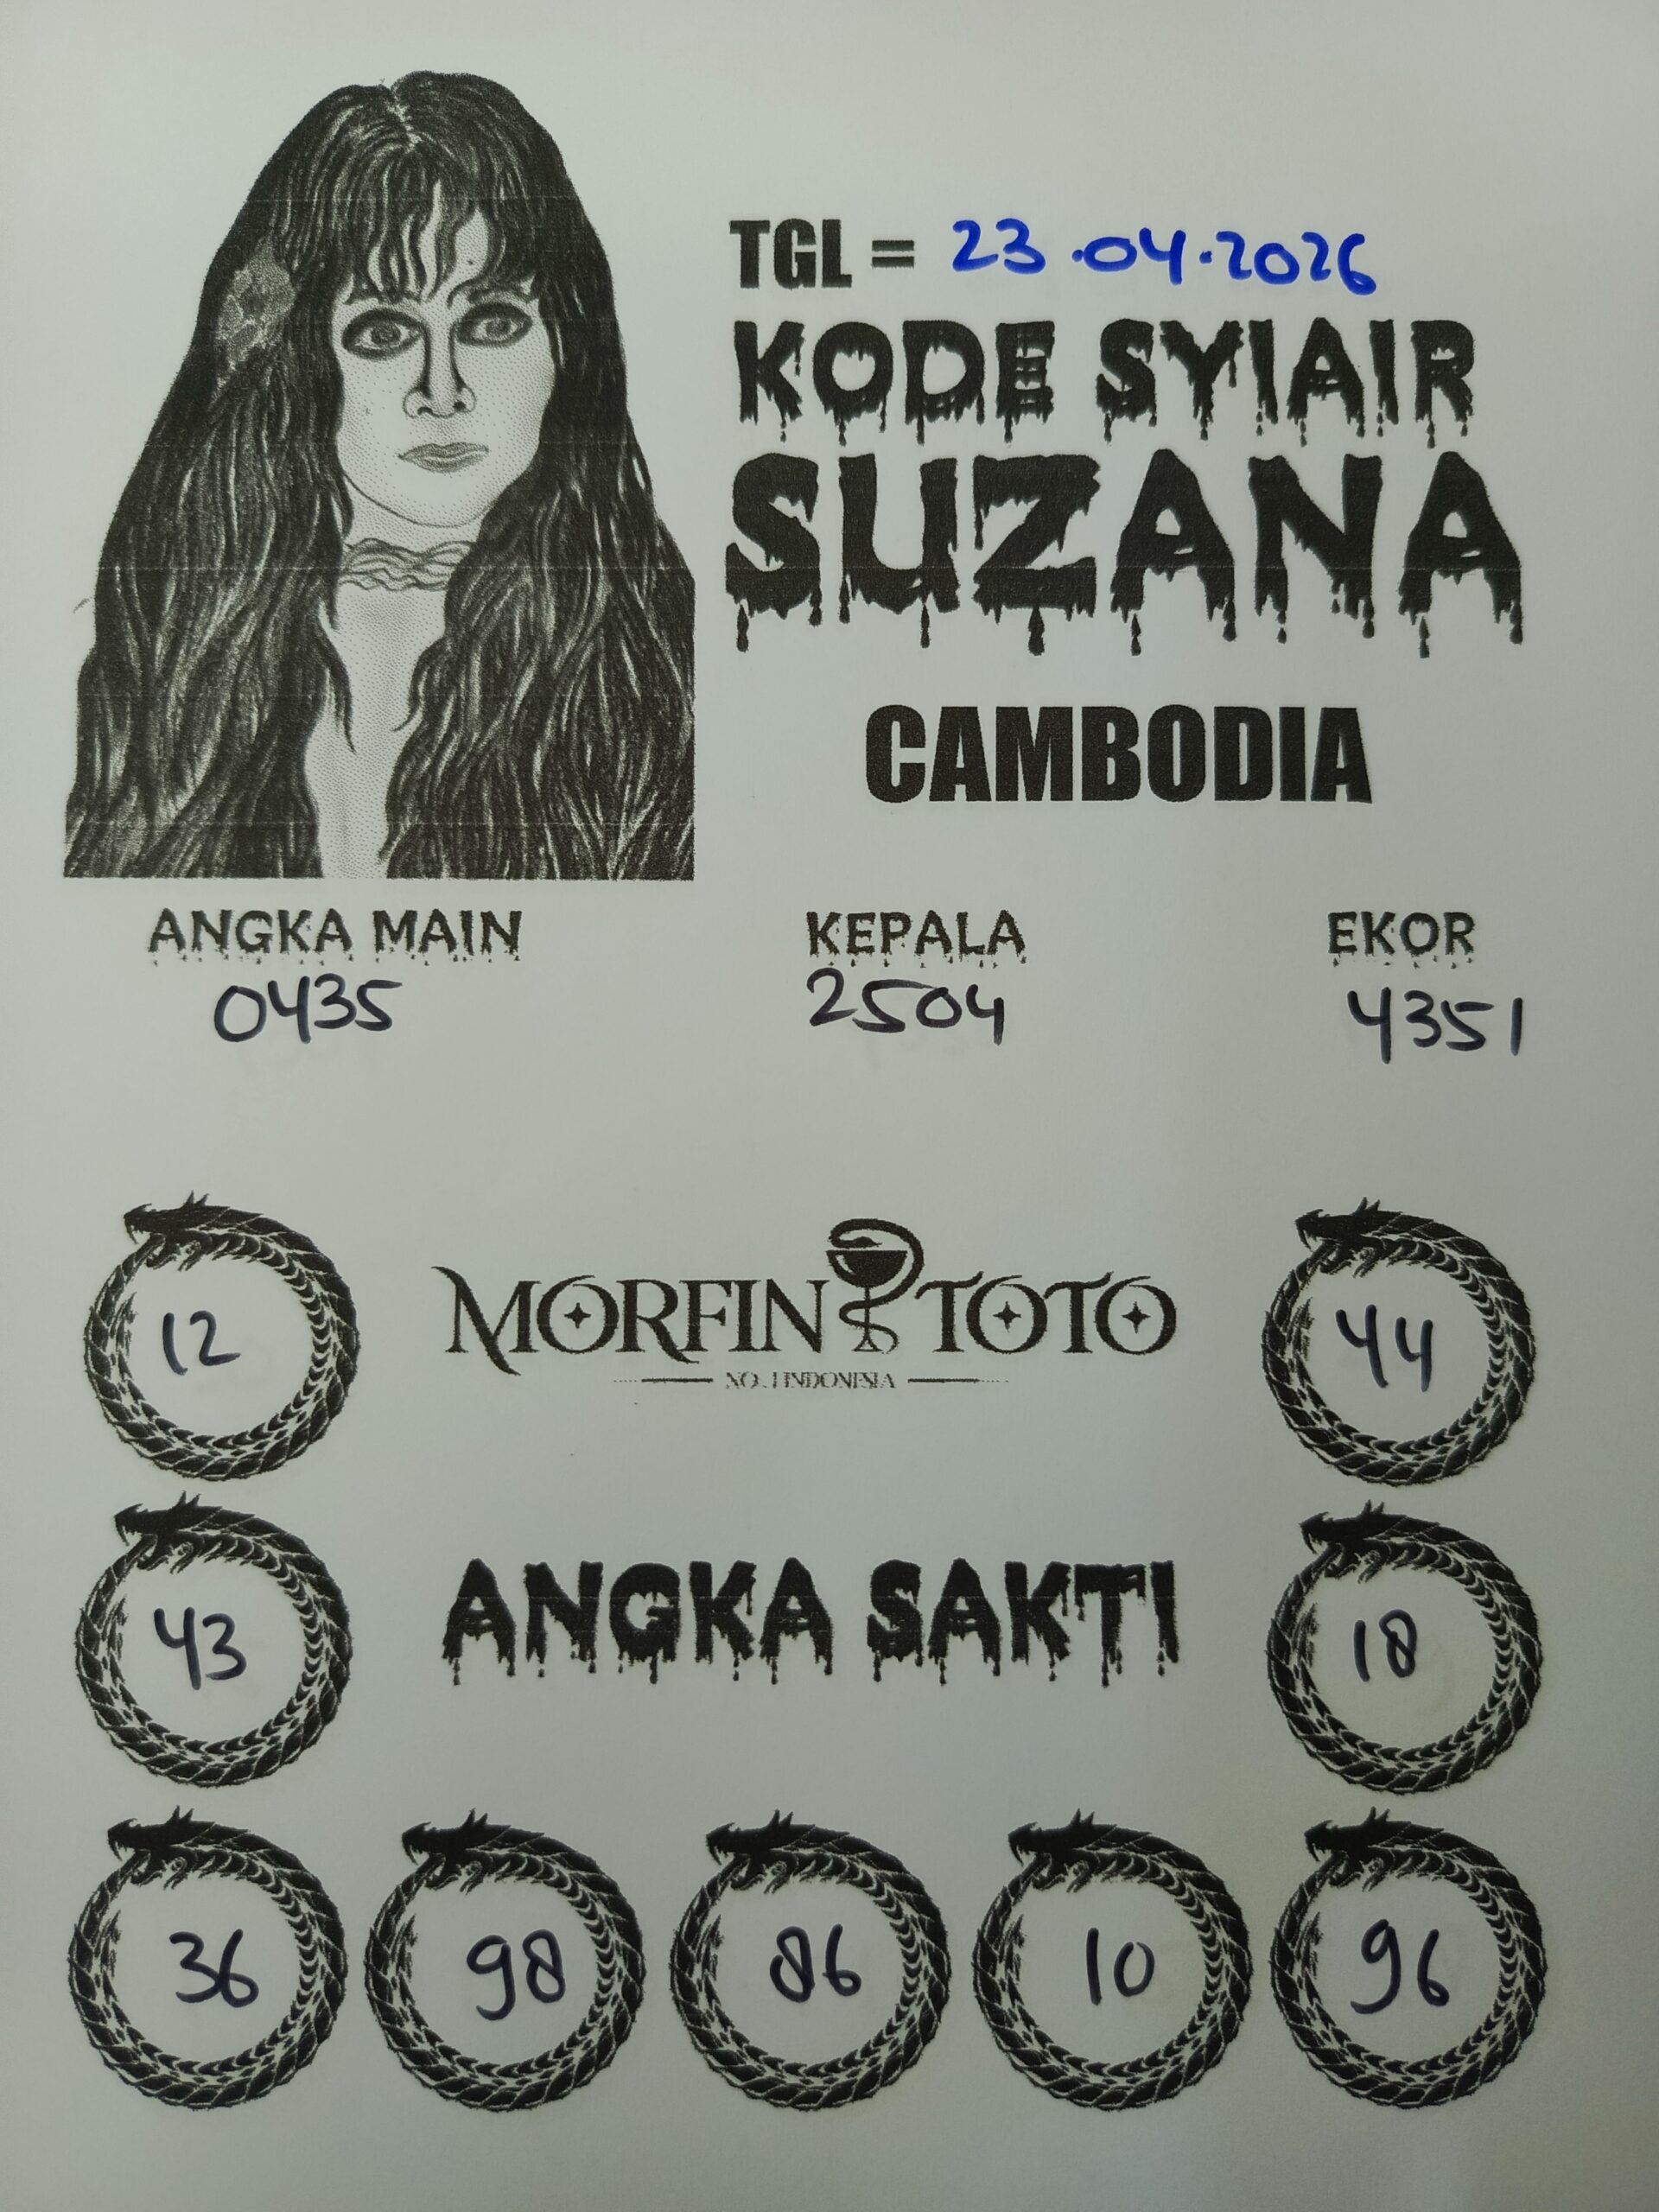 TGL = 23.04.2026
KODE SYIAIR
SUZANA
CAMBODIA
ANGKA MAIN KEPALA EKOR
0435 2504 4351
12 MORFIN TOTO 44
NO.1 INDONESIA
43 ANGKA SAKTI 18
36 98 86 10 96